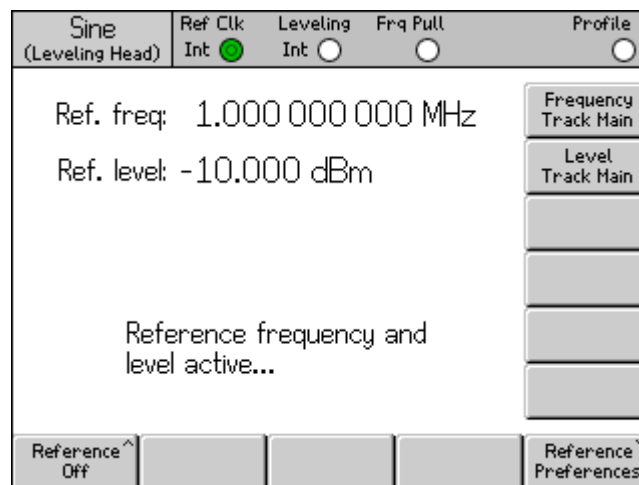 Sine
(Leveling Head)
Ref Clk
Int
Leveling
Int
Frq Pull
Profile
Ref. freq: 1.000 000 000 MHz
Ref. level: -10.000 dBm
Reference frequency and
level active...
Frequency
Track Main
Level
Track Main
Reference^
Off
Reference
Preferences